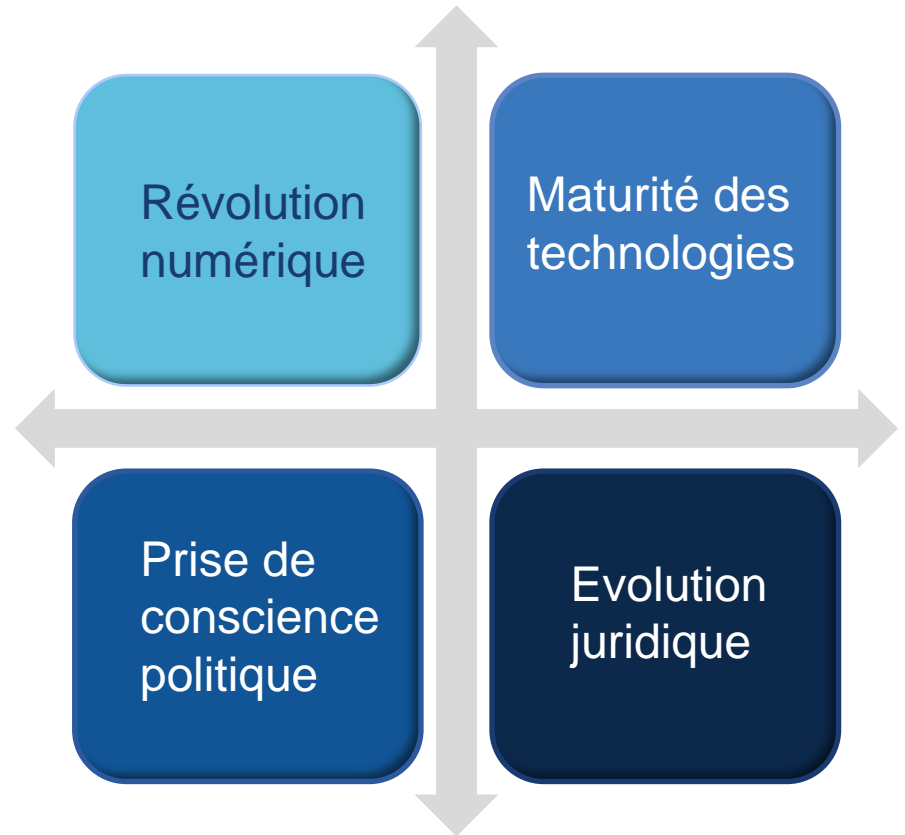 Révolution
numérique
Maturité des
technologies
Prise de
conscience
politique
Evolution
juridique